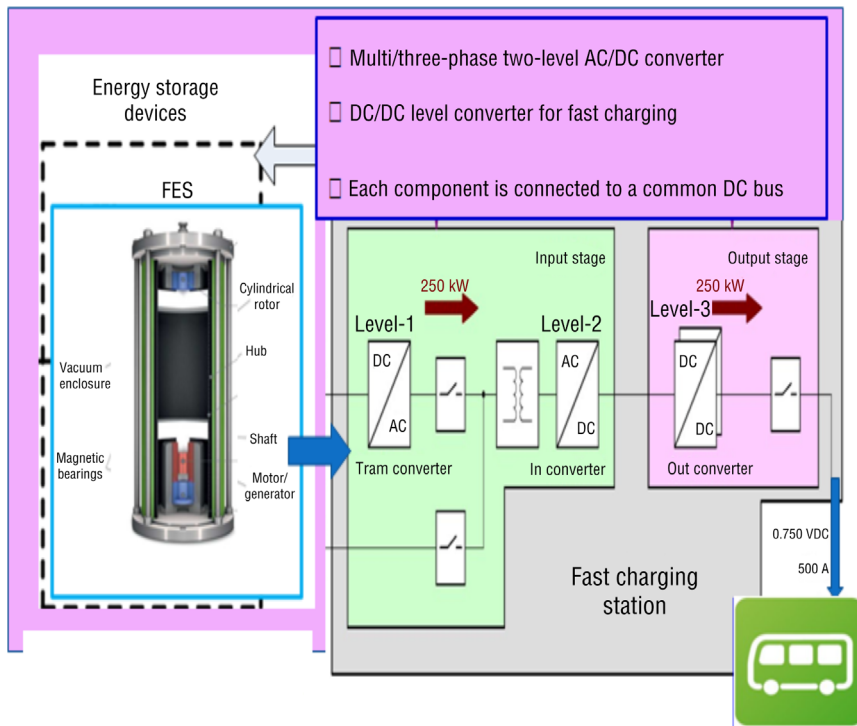 ▯ Multi/three-phase two-level AC/DC converter
▯ DC/DC level converter for fast charging
▯ Each component is connected to a common DC bus
Energy storage
devices
FES
Cylindrical
rotor
Hub
Vacuum
enclosure
Shaft
Magnetic
bearings
Motor/
generator
Input stage
250 kW
Level-1
DC
AC
Tram converter
Level-2
AC
DC
In converter
Output stage
250 kW
Level-3
DC
DC
Out converter
0.750 VDC
500 A
Fast charging
station